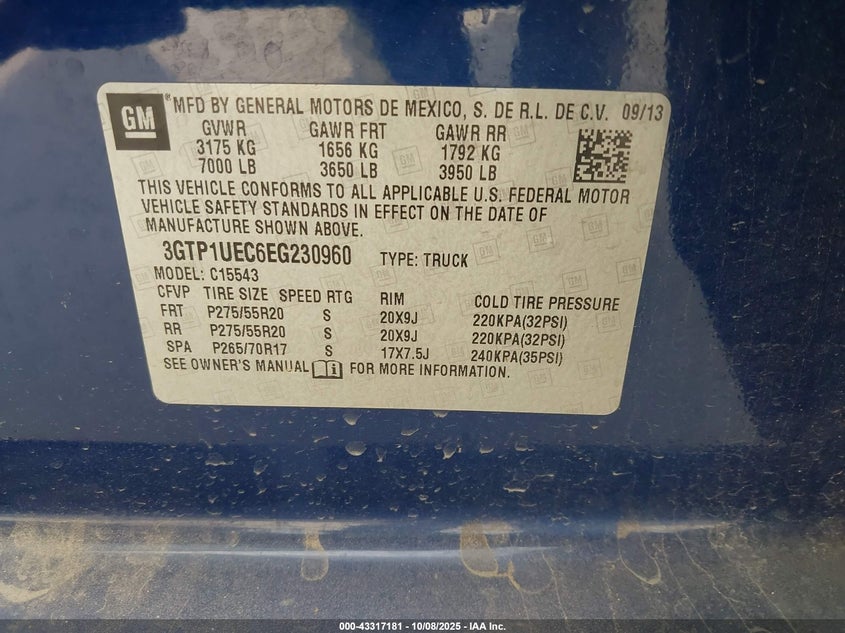 GM
MFD BY GENERAL MOTORS DE MEXICO, S. DE R.L. DE C.V. 09/13
GVWR GAWR FRT GAWR RR
3175 KG 1656 KG 1792 KG
7000 LB 3650 LB 3950 LB
THIS VEHICLE CONFORMS TO ALL APPLICABLE U.S. FEDERAL MOTOR
VEHICLE SAFETY STANDARDS IN EFFECT ON THE DATE OF
MANUFACTURE SHOWN ABOVE.
3GTP1UEC6EG230960 TYPE: TRUCK
MODEL: C15543
CFVP TIRE SIZE SPEED RTG RIM COLD TIRE PRESSURE
FRT P275/55R20 S 20X9J 220KPA(32PSI)
RR P275/55R20 S 20X9J 220KPA(32PSI)
SPA P265/70R17 S 17X7.5J 240KPA(35PSI)
SEE OWNER'S MANUAL FOR MORE INFORMATION.
000-43317181 - 10/08/2025 - IAA Inc.